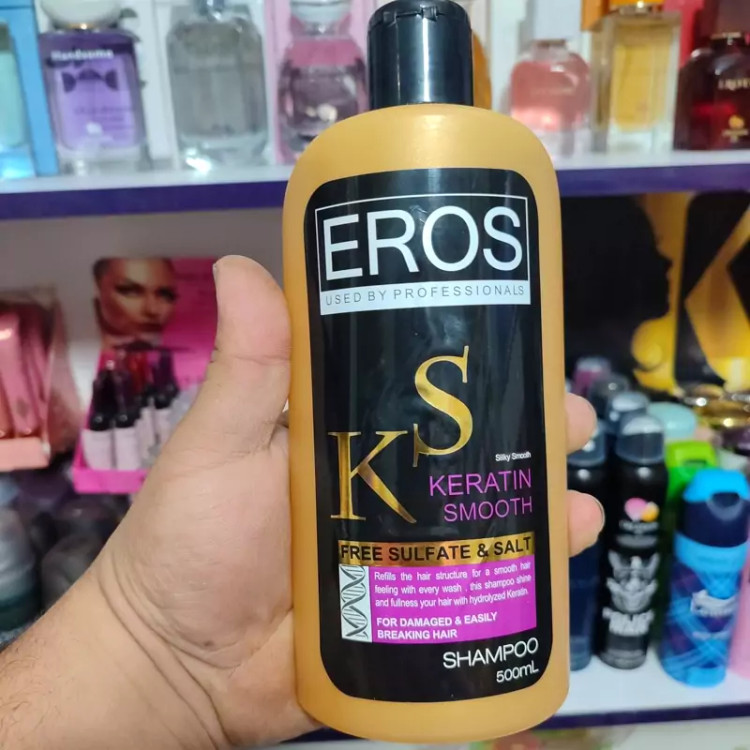 Handsome
EROS
USED BY PROFESSIONALS
KS
Silky Smooth
KERATIN
SMOOTH
FREE SULFATE & SALT
Refills the hair structure for a smooth hair
feeling with every wash , this shampoo shine
and fullness your hair with hydrolyzed Keratin.
FOR DAMAGED & EASILY
BREAKING HAIR
SHAMPOO
500mL